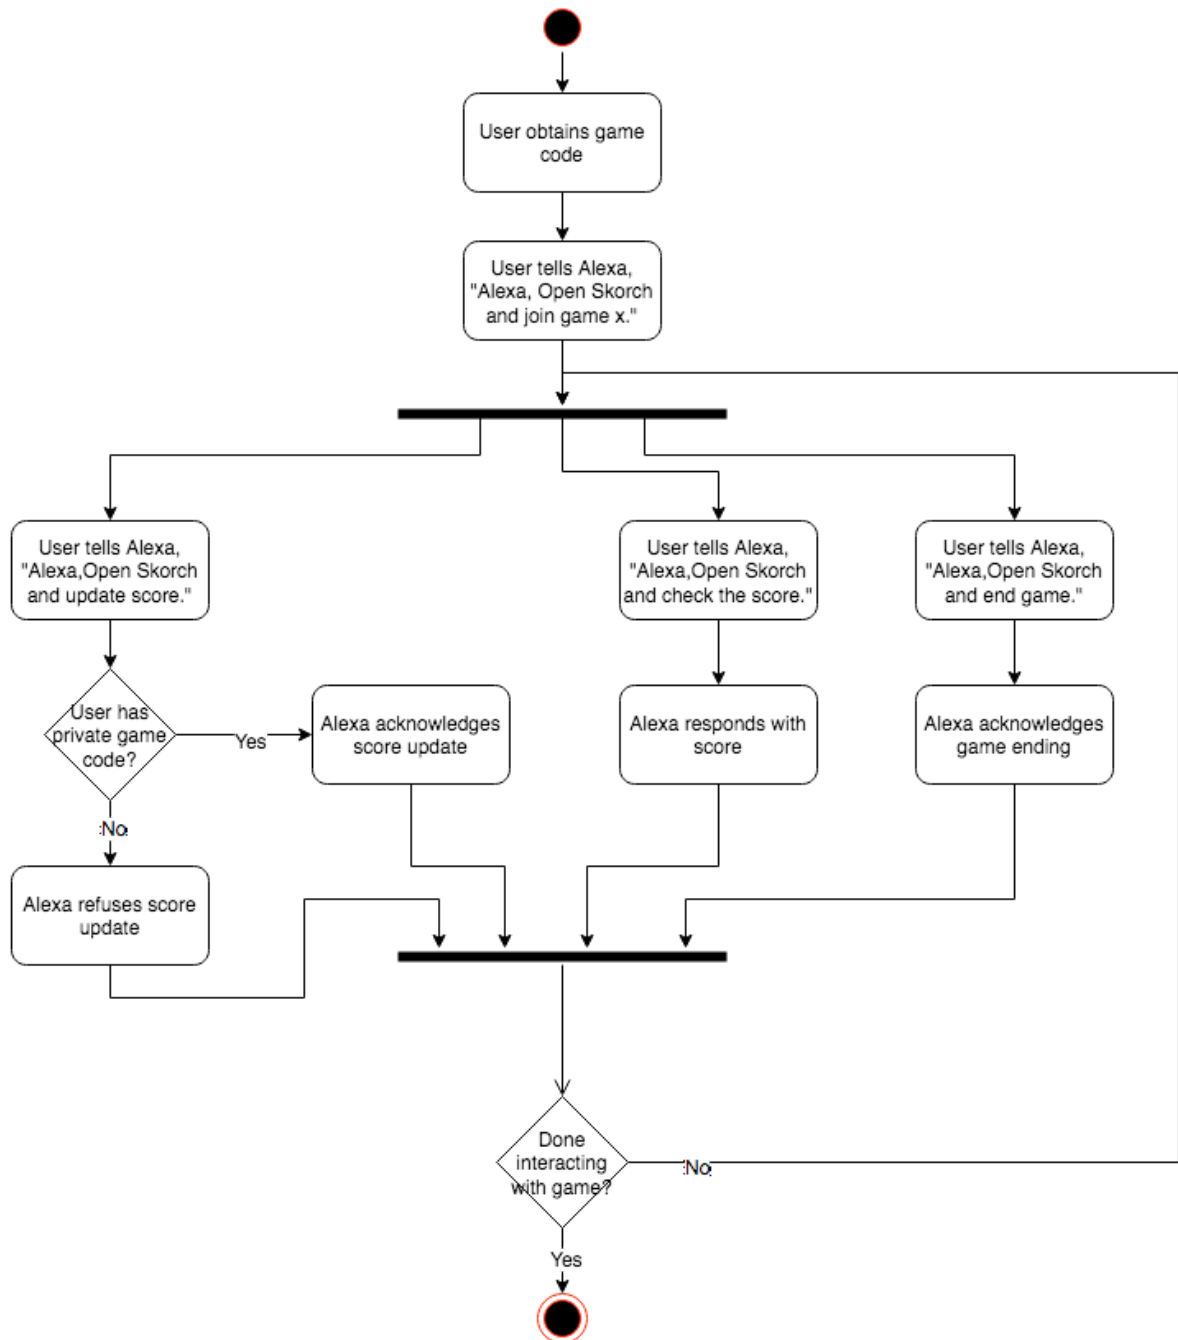 User obtains game
code
User tells Alexa,
"Alexa, Open Skorch
and join game x."
User tells Alexa,
"Alexa,Open Skorch
and update score."
User tells Alexa,
"Alexa,Open Skorch
and check the score."
User tells Alexa,
"Alexa,Open Skorch
and end game."
User has
private game
code?
Yes
Alexa acknowledges
score update
Alexa responds with
score
Alexa acknowledges
game ending
No
Alexa refuses score
update
Done
interacting
with game?
No
Yes